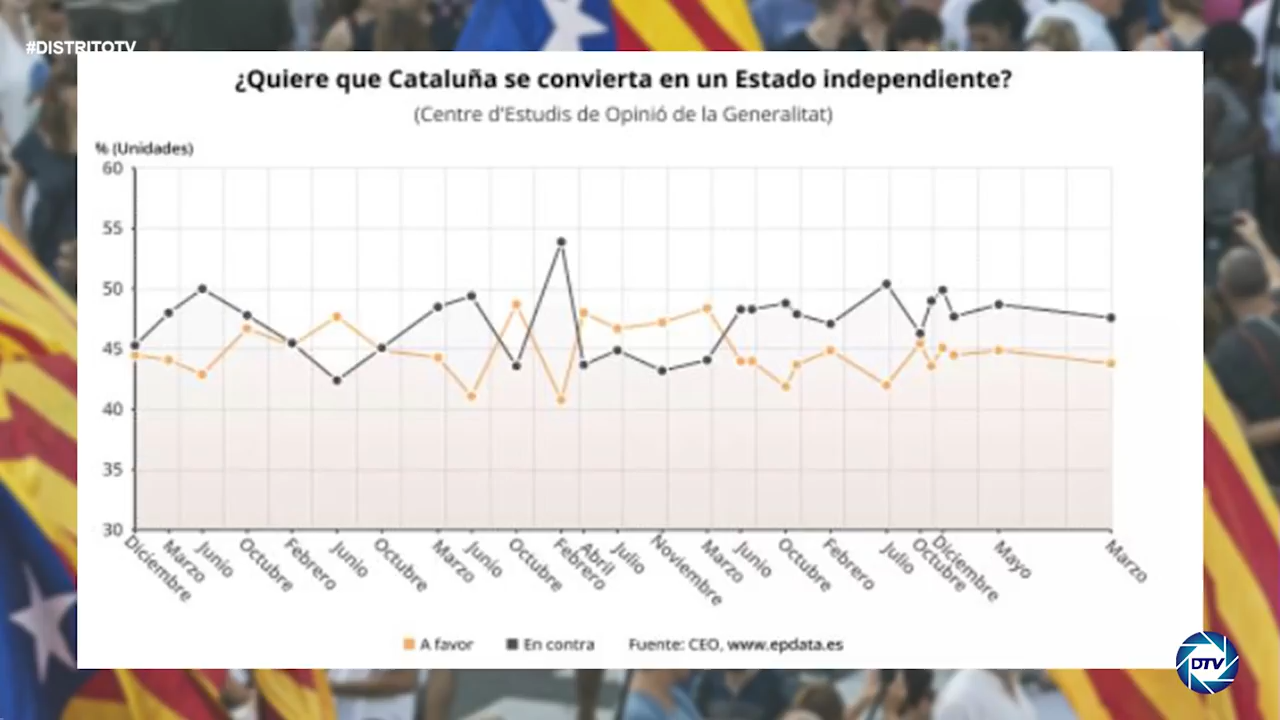 #DISTRITOTV
¿Quiere que Cataluña se convierta en un Estado independiente?
(Centre d'Estudis de Opinió de la Generalitat)
% (Unidades)
60
55
50
45
40
35
30
Diciembre
Marzo
Junio
Octubre
Febrero
Junio
Octubre
Marzo
Junio
Octubre
Febrero
Abril
Julio
Noviembre
Marzo
Junio
Octubre
Febrero
Julio
Octubre
Diciembre
Mayo
Marzo
A favor En contra Fuente: CEO, www.epdata.es
DTV